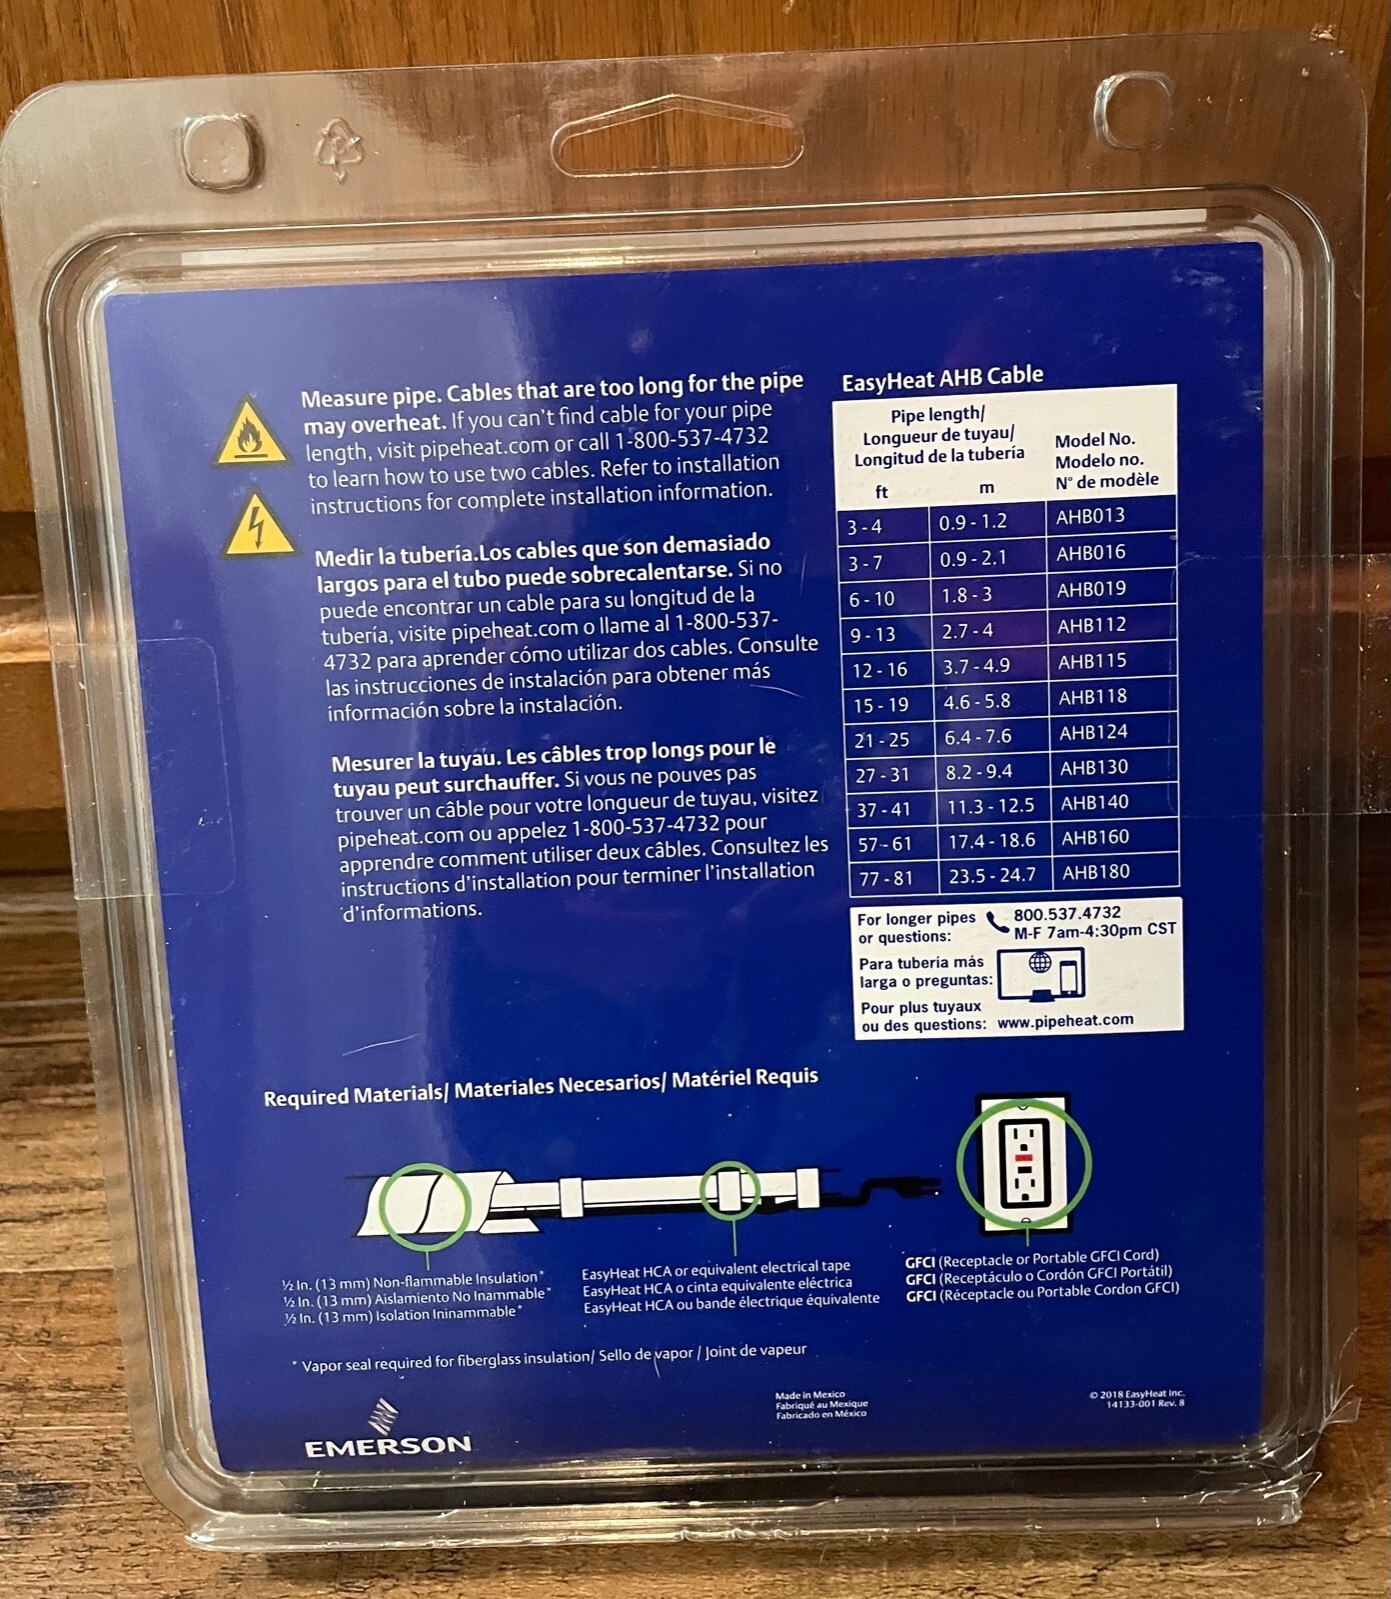 Measure pipe. Cables that are too long for the pipe
may overheat. If you can't find cable for your pipe
length, visit pipeheat.com or call 1-800-537-4732
to learn how to use two cables. Refer to installation
instructions for complete installation information.
Medir la tubería.Los cables que son demasiado
largos para el tubo puede sobrecalentarse. Si no
puede encontrar un cable para su longitud de la
tubería, visite pipeheat.com o llame al 1-800-537-
4732 para aprender cómo utilizar dos cables. Consulte
las instrucciones de instalación para obtener más
información sobre la instalación.
Mesurer la tuyau. Les câbles trop longs pour le
tuyau peut surchauffer. Si vous ne pouves pas
trouver un câble pour votre longueur de tuyau, visitez
pipeheat.com ou appelez 1-800-537-4732 pour
apprendre comment utiliser deux câbles. Consultez les
instructions d'installation pour terminer l'installation
d'informations.
EasyHeat AHB Cable
Pipe length/
Longueur de tuyau/
Longitud de la tubería
Model No.
Modelo no.
N° de modèle
ft m
3 - 4 0.9 - 1.2 AHB013
3 - 7 0.9 - 2.1 AHB016
6 - 10 1.8 - 3 AHB019
9 - 13 2.7 - 4 AHB112
12 - 16 3.7 - 4.9 AHB115
15 - 19 4.6 - 5.8 AHB118
21 - 25 6.4 - 7.6 AHB124
27 - 31 8.2 - 9.4 AHB130
37 - 41 11.3 - 12.5 AHB140
57 - 61 17.4 - 18.6 AHB160
77 - 81 23.5 - 24.7 AHB180
For longer pipes
or questions:
800.537.4732
M-F 7am-4:30pm CST
Para tuberia más
larga o preguntas:
Pour plus tuyaux
ou des questions: www.pipeheat.com
Required Materials/ Materiales Necesarios/ Matériel Requis
½ In. (13 mm) Non-flammable Insulation*
½ In. (13 mm) Aislamiento No Inammable*
½ In. (13 mm) Isolation Ininammable*
EasyHeat HCA or equivalent electrical tape
EasyHeat HCA o cinta equivalente eléctrica
EasyHeat HCA ou bande électrique équivalente
GFCI (Receptacle or Portable GFCI Cord)
GFCI (Receptáculo o Cordón GFCI Portátil)
GFCI (Réceptacle ou Portable Cordon GFCI)
* Vapor seal required for fiberglass insulation/ Sello de vapor / Joint de vapeur
EMERSON
Made in Mexico
Fabriqué au Mexique
Fabricado en México
© 2018 EasyHeat Inc.
14133-001 Rev. 8